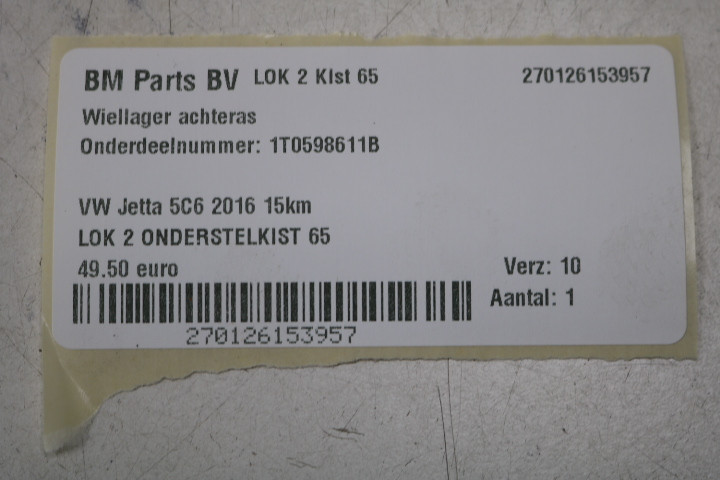 BM Parts BV LOK 2 KIst 65 270126153957
Wiellager achteras
Onderdeelnummer: 1T0598611B
VW Jetta 5C6 2016 15km
LOK 2 ONDERSTELKIST 65
49.50 euro Verz: 10
Aantal: 1
270126153957